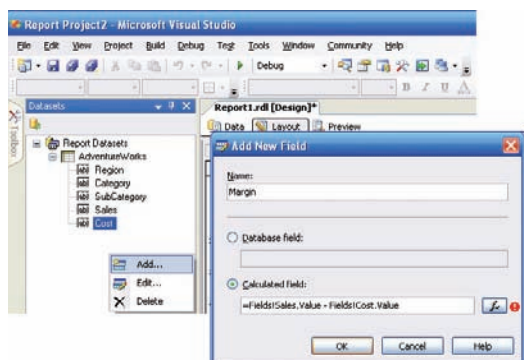 Report Project2 - Microsoft Visual Studio
File Edit View Project Build Debug Test Tools Window Community Help
Debug
B I U A
Datasets
Toolbox
Report1.rdl [Design]*
Data Layout Preview
Report Datasets
AdventureWorks
Region
Category
SubCategory
Sales
Cost
Add...
Edit...
Delete
Add New Field
Name:
Margin
Database field:
Calculated field:
=Fields!Sales.Value - Fields!Cost.Value
fx
OK Cancel Help